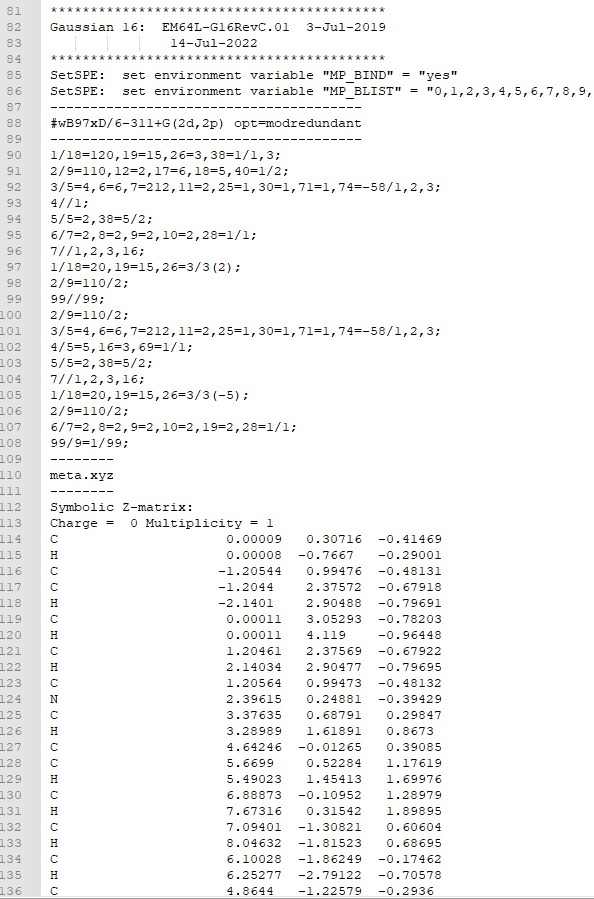 81 *******************************************
82 Gaussian 16:  EM64L-G16RevC.01  3-Jul-2019
83                14-Jul-2022
84 *******************************************
85 SetSPE:  set environment variable "MP_BIND" = "yes"
86 SetSPE:  set environment variable "MP_BLIST" = "0,1,2,3,4,5,6,7,8,9,
87 ---------------------------------------
88 #wB97xD/6-311+G(2d,2p) opt=modredundant
89 ---------------------------------------
90 1/18=120,19=15,26=3,38=1/1,3;
91 2/9=110,12=2,17=6,18=5,40=1/2;
92 3/5=4,6=6,7=212,11=2,25=1,30=1,71=1,74=-58/1,2,3;
93 4//1;
94 5/5=2,38=5/2;
95 6/7=2,8=2,9=2,10=2,28=1/1;
96 7//1,2,3,16;
97 1/18=20,19=15,26=3/3(2);
98 2/9=110/2;
99 99//99;
100 2/9=110/2;
101 3/5=4,6=6,7=212,11=2,25=1,30=1,71=1,74=-58/1,2,3;
102 4/5=5,16=3,69=1/1;
103 5/5=2,38=5/2;
104 7//1,2,3,16;
105 1/18=20,19=15,26=3/3(-5);
106 2/9=110/2;
107 6/7=2,8=2,9=2,10=2,19=2,28=1/1;
108 99/9=1/99;
109 --------
110 meta.xyz
111 --------
112 Symbolic Z-matrix:
113 Charge =  0 Multiplicity = 1
114 C 0.00009 0.30716 -0.41469
115 H 0.00008 -0.7667 -0.29001
116 C -1.20544 0.99476 -0.48131
117 C -1.2044 2.37572 -0.67918
118 H -2.1401 2.90488 -0.79691
119 C 0.00011 3.05293 -0.78203
120 H 0.00011 4.119 -0.96448
121 C 1.20461 2.37569 -0.67922
122 H 2.14034 2.90477 -0.79695
123 C 1.20564 0.99473 -0.48132
124 N 2.39615 0.24881 -0.39429
125 C 3.37635 0.68791 0.29847
126 H 3.28989 1.61891 0.8673
127 C 4.64246 -0.01265 0.39085
128 C 5.6699 0.52284 1.17619
129 H 5.49023 1.45413 1.69976
130 C 6.88873 -0.10952 1.28979
131 H 7.67316 0.31542 1.89895
132 C 7.09401 -1.30821 0.60604
133 H 8.04632 -1.81523 0.68695
134 C 6.10028 -1.86249 -0.17462
135 H 6.25277 -2.79122 -0.70578
136 C 4.8644 -1.22579 -0.2936